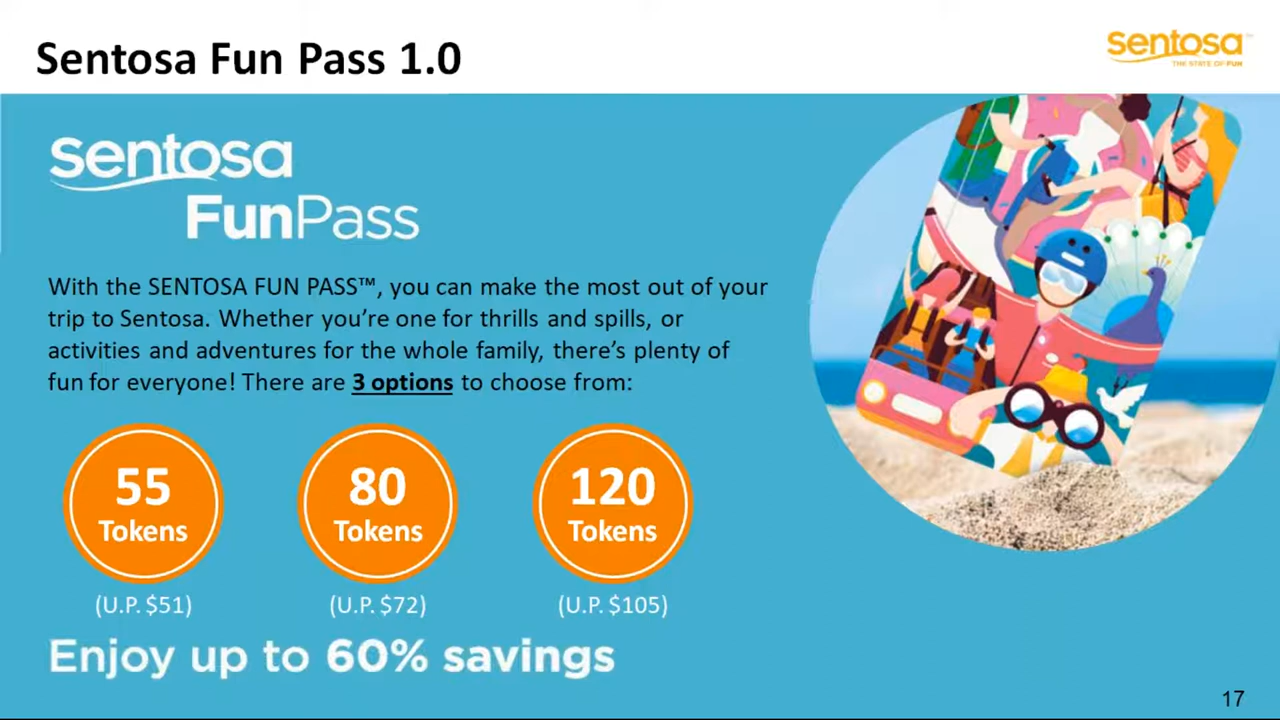 Sentosa Fun Pass 1.0
sentosa™
THE STATE OF FUN
sentosa
FunPass
With the SENTOSA FUN PASS™, you can make the most out of your
trip to Sentosa. Whether you’re one for thrills and spills, or
activities and adventures for the whole family, there’s plenty of
fun for everyone! There are 3 options to choose from:
55
Tokens
(U.P. $51)
80
Tokens
(U.P. $72)
120
Tokens
(U.P. $105)
Enjoy up to 60% savings
17